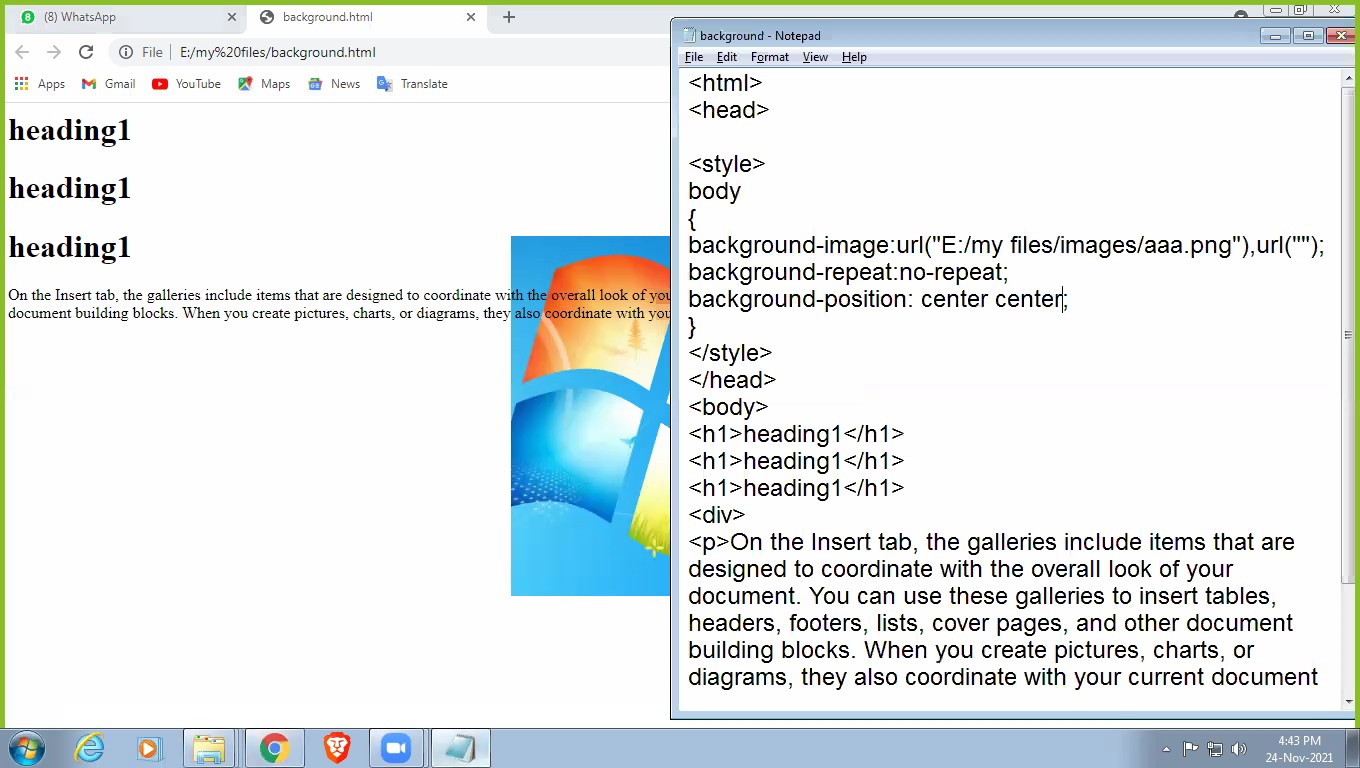 (8) WhatsApp
background.html
File
E:/my%20files/background.html
Apps
Gmail
YouTube
Maps
News
Translate
heading1
heading1
heading1
On the Insert tab, the galleries include items that are designed to coordinate with the overall look of you
document building blocks. When you create pictures, charts, or diagrams, they also coordinate with you
background - Notepad
File Edit Format View Help
<html>
<head>
<style>
body
{
background-image:url("E:/my files/images/aaa.png"),url("");
background-repeat:no-repeat;
background-position: center center;
}
</style>
</head>
<body>
<h1>heading1</h1>
<h1>heading1</h1>
<h1>heading1</h1>
<div>
<p>On the Insert tab, the galleries include items that are
designed to coordinate with the overall look of your
document. You can use these galleries to insert tables,
headers, footers, lists, cover pages, and other document
building blocks. When you create pictures, charts, or
diagrams, they also coordinate with your current document
4:43 PM
24-Nov-2021